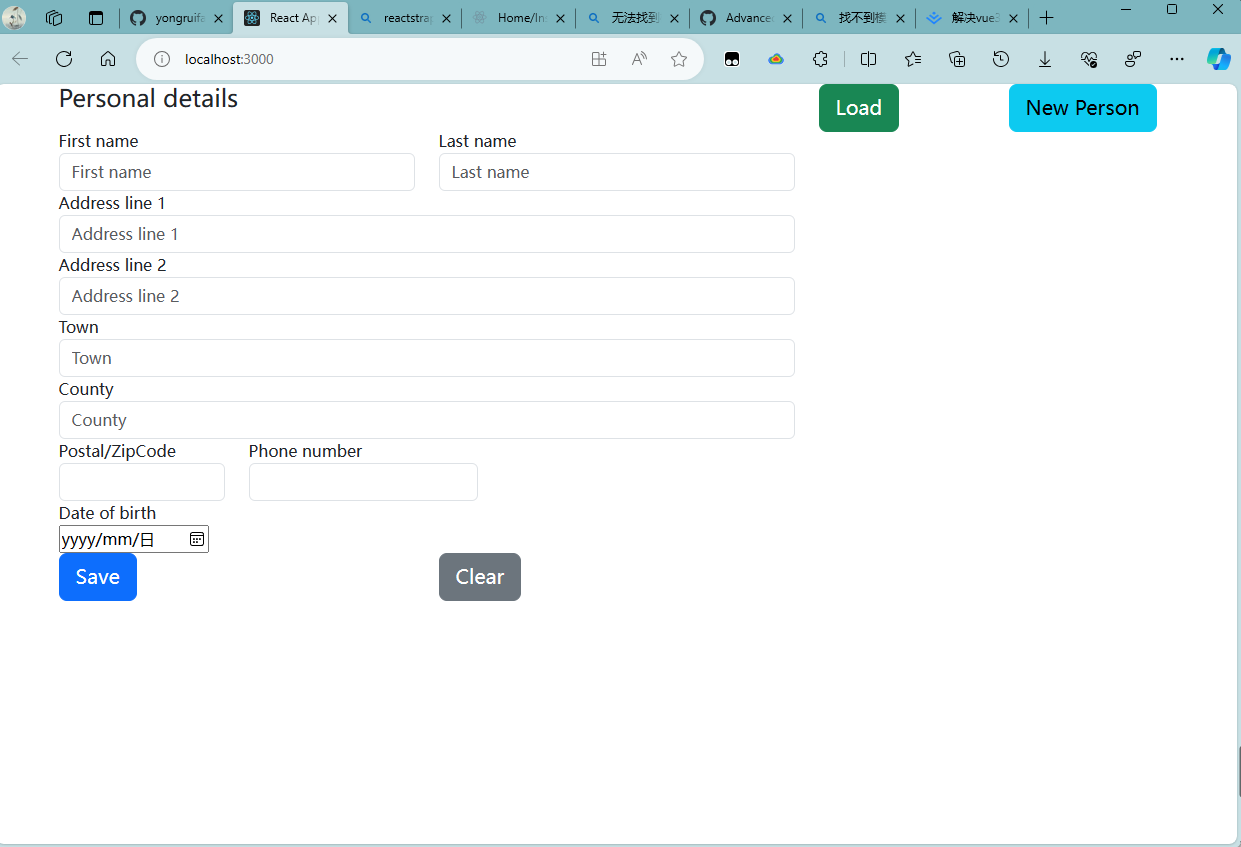 yongruifa
React Ap
reactstrap
Home/In
无法找到
Advance
找不到模
解决vue3
localhost:3000
Personal details
Load
New Person
First name
Last name
First name
Last name
Address line 1
Address line 1
Address line 2
Address line 2
Town
Town
County
County
Postal/ZipCode
Phone number
Date of birth
yyyy/mm/日
Save
Clear